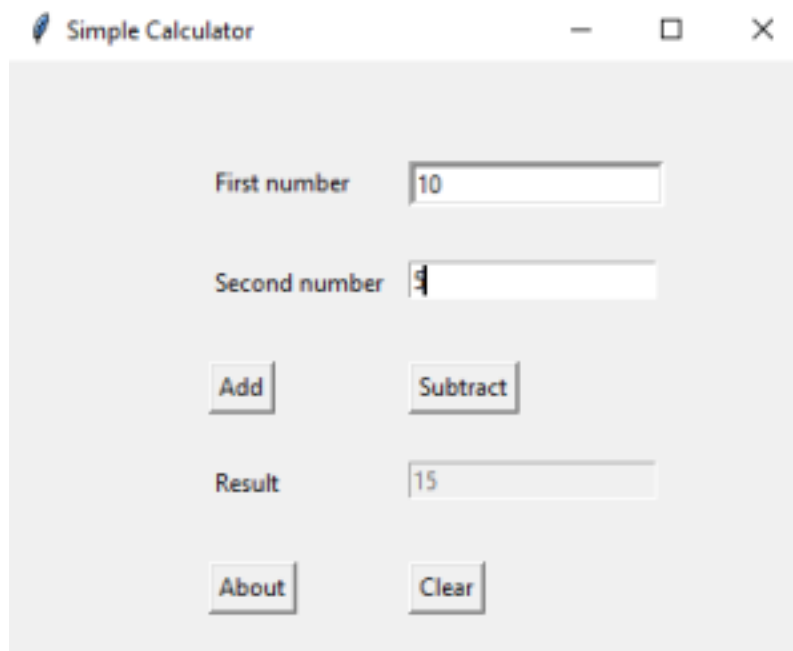 Simple Calculator
First number 10
Second number 5
Add Subtract
Result 15
About Clear